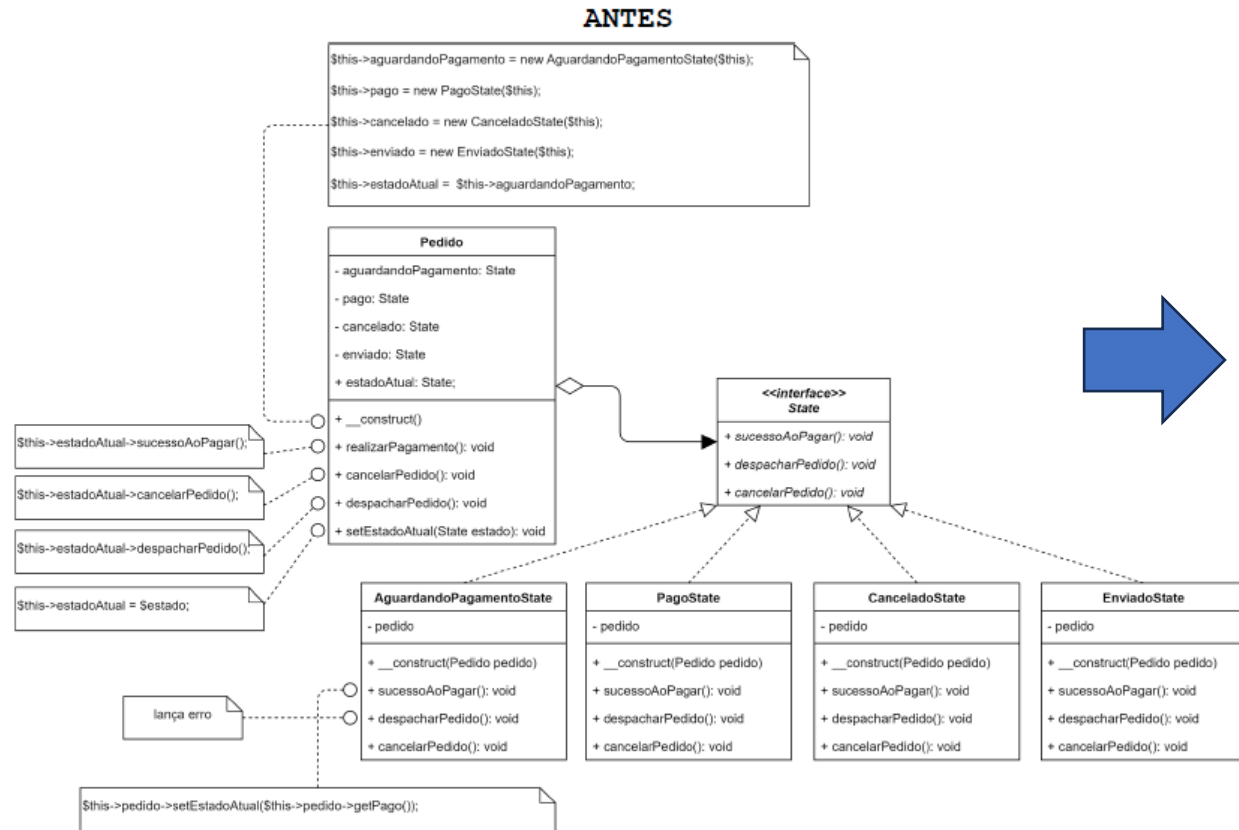 ANTES
$this->aguardandoPagamento = new AguardandoPagamentoState($this);
$this->pago = new PagoState($this);
$this->cancelado = new CanceladoState($this);
$this->enviado = new EnviadoState($this);
$this->estadoAtual = $this->aguardandoPagamento;
Pedido
- aguardandoPagamento: State
- pago: State
- cancelado: State
- enviado: State
+ estadoAtual: State;
+ __construct()
+ realizarPagamento(): void
+ cancelarPedido(): void
+ despacharPedido(): void
+ setEstadoAtual(State estado): void
$this->estadoAtual->sucessoAoPagar();
$this->estadoAtual->cancelarPedido();
$this->estadoAtual->despacharPedido();
$this->estadoAtual = $estado;
<<interface>>
State
+ sucessoAoPagar(): void
+ despacharPedido(): void
+ cancelarPedido(): void
AguardandoPagamentoState
- pedido
+ __construct(Pedido pedido)
+ sucessoAoPagar(): void
+ despacharPedido(): void
+ cancelarPedido(): void
PagoState
- pedido
+ __construct(Pedido pedido)
+ sucessoAoPagar(): void
+ despacharPedido(): void
+ cancelarPedido(): void
CanceladoState
- pedido
+ __construct(Pedido pedido)
+ sucessoAoPagar(): void
+ despacharPedido(): void
+ cancelarPedido(): void
EnviadoState
- pedido
+ __construct(Pedido pedido)
+ sucessoAoPagar(): void
+ despacharPedido(): void
+ cancelarPedido(): void
lança erro
$this->pedido->setEstadoAtual($this->pedido->getPago());